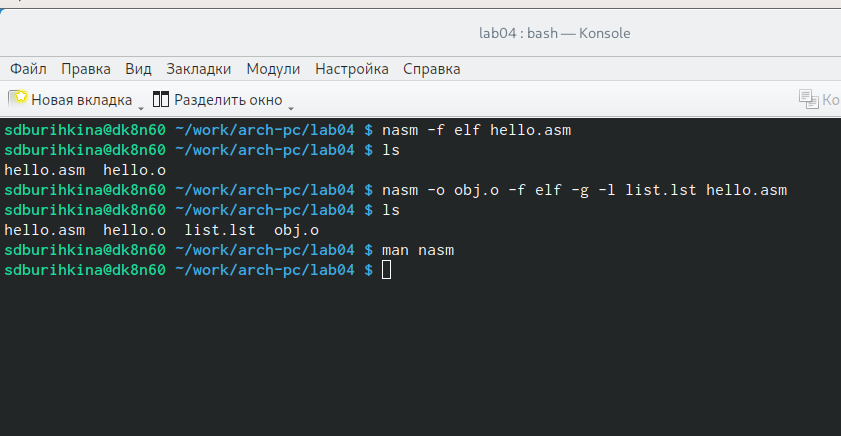 lab04 : bash — Konsole
Файл Правка Вид Закладки Модули Настройка Справка
Новая вкладка Разделить окно Ко
sdburihkina@dk8n60 ~/work/arch-pc/lab04 $ nasm -f elf hello.asm
sdburihkina@dk8n60 ~/work/arch-pc/lab04 $ ls
hello.asm hello.o
sdburihkina@dk8n60 ~/work/arch-pc/lab04 $ nasm -o obj.o -f elf -g -l list.lst hello.asm
sdburihkina@dk8n60 ~/work/arch-pc/lab04 $ ls
hello.asm hello.o list.lst obj.o
sdburihkina@dk8n60 ~/work/arch-pc/lab04 $ man nasm
sdburihkina@dk8n60 ~/work/arch-pc/lab04 $